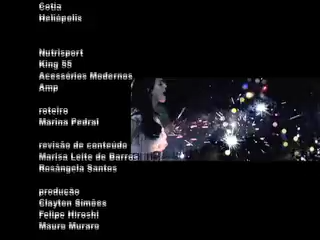 Cotia
Heliópolis
Nutrisport
King 55
Acessórios Modernos
Amp
roteiro
Marina Pedral
revisão de conteúdo
Marisa Leite de Barros
Rosângela Santos
produção
Clayton Simões
Felipe Hiroshi
Mauro Muraro